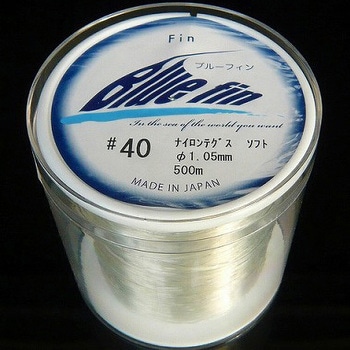 Fin
ブルーフィン
Blue fin
In the sea of the world you want
#40
ナイロンテグス ソフト
φ1.05mm
500m
MADE IN JAPAN